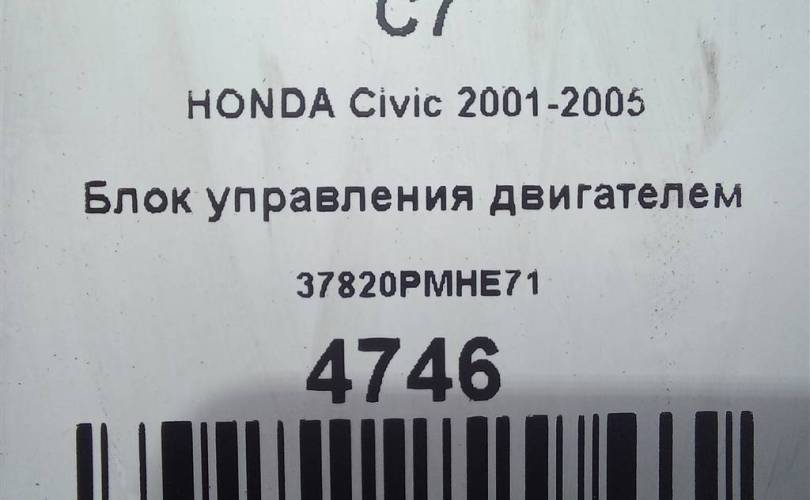 C7
HONDA Civic 2001-2005
Блок управления двигателем
37820PMHE71
4746